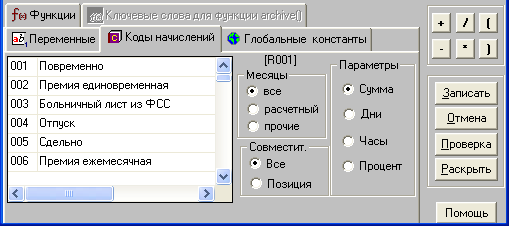 f(x) Функции
Ключевые слова для функции archive()
Переменные
Коды начислений
Глобальные константы
001 Повременно
002 Премия единовременная
003 Больничный лист из ФСС
004 Отпуск
005 Сдельно
006 Премия ежемесячная
[R001]
Месяцы
все
расчетный
прочие
Совместит.
Все
Позиция
Параметры
Сумма
Дни
Часы
Процент
+ / (
- * )
Записать
Отмена
Проверка
Раскрыть
Помощь